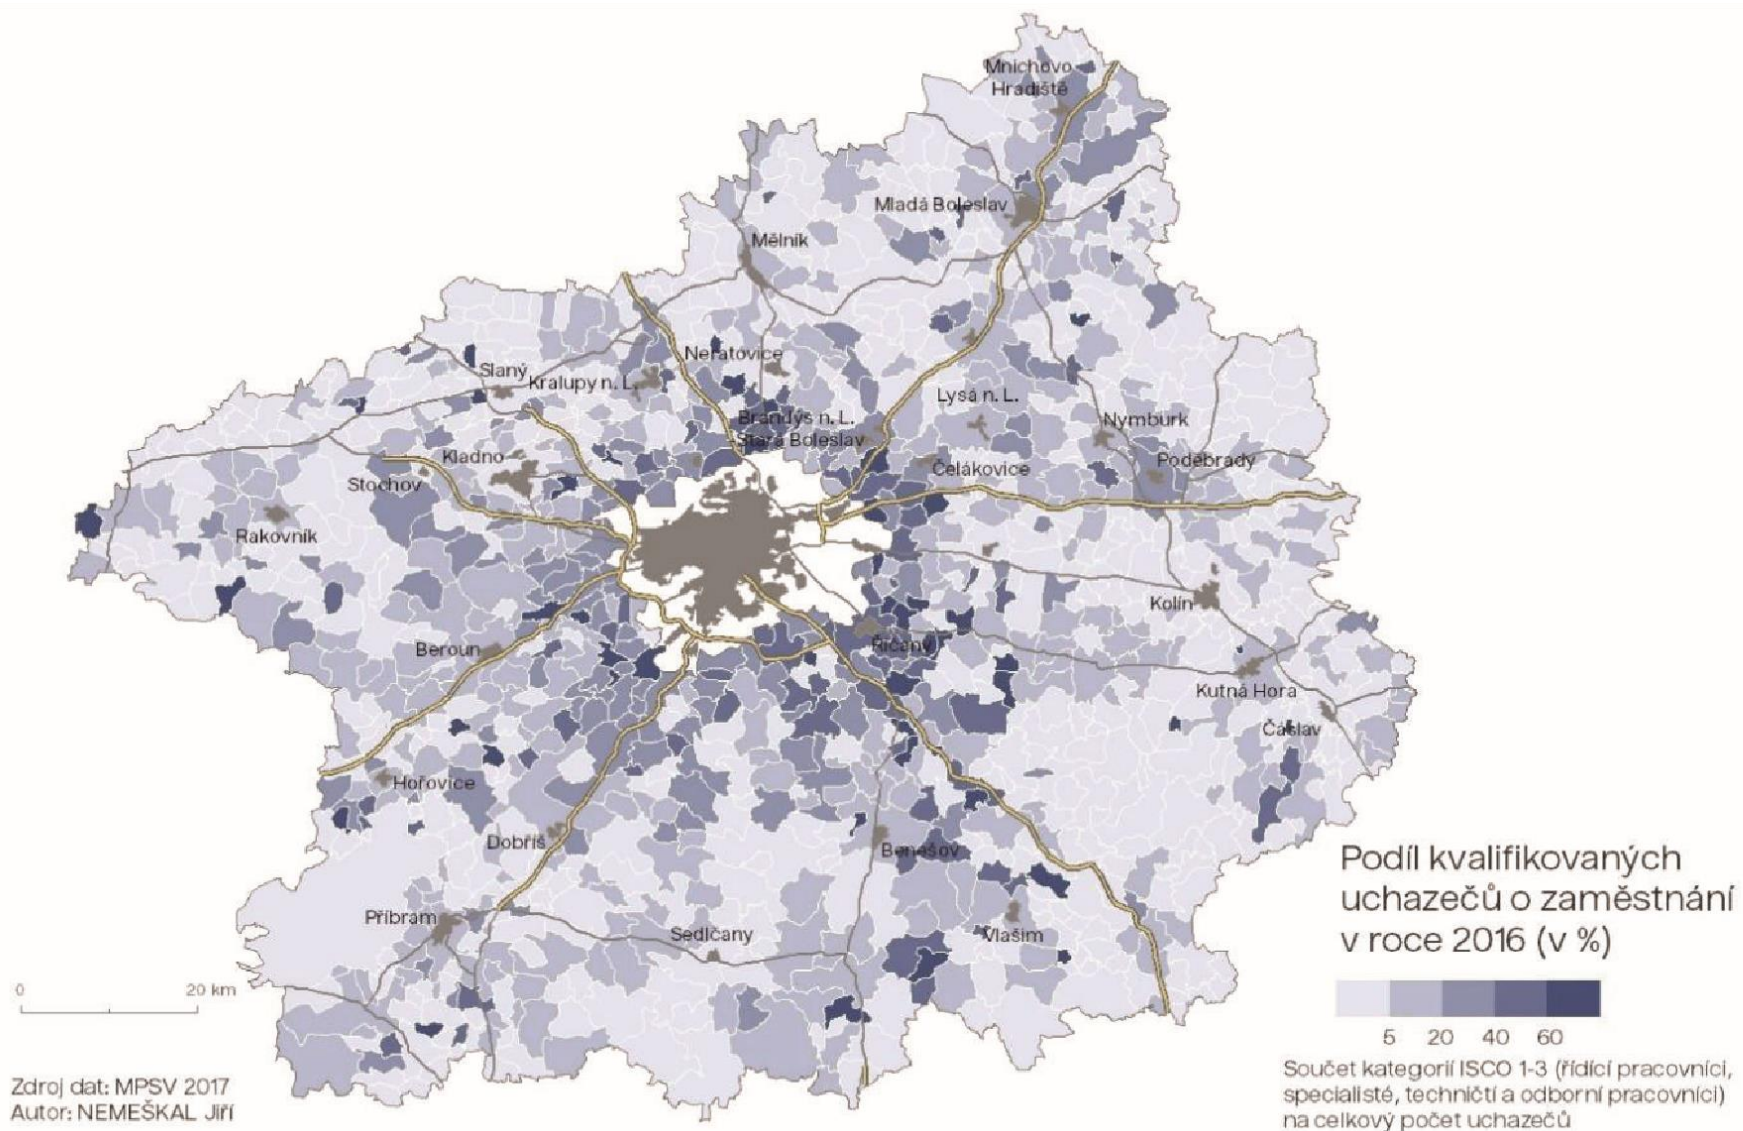 Mnichovo
Hradiště
Mladá Boleslav
Mělník
Neratovice
Slaný
Kralupy n. L.
Lysá n. L.
Brandýs n. L.
-Stará Boleslav
Nymburk
Kladno
Čelákovice
Poděbrady
Stochov
Rakovník
Kolín
Beroun
Říčany
Kutná Hora
Čáslav
Hořovice
Dobříš
Benešov
Podíl kvalifikovaných
uchazečů o zaměstnání
v roce 2016 (v %)
Příbram
Sedlčany
Vlašim
0 20 km
5 20 40 60
Součet kategorií ISCO 1-3 (řídící pracovníci,
specialisté, techničtí a odborní pracovníci)
na celkový počet uchazečů
Zdroj dat: MPSV 2017
Autor: NEMEŠKAL Jiří